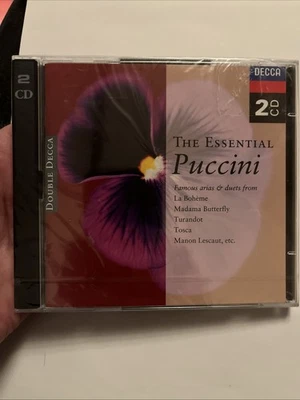 2
CD
DOUBLE DECCA
DECCA
2CD
THE ESSENTIAL
Puccini
Famous arias & duets from
La Bohème
Madama Butterfly
Turandot
Tosca
Manon Lescaut, etc.